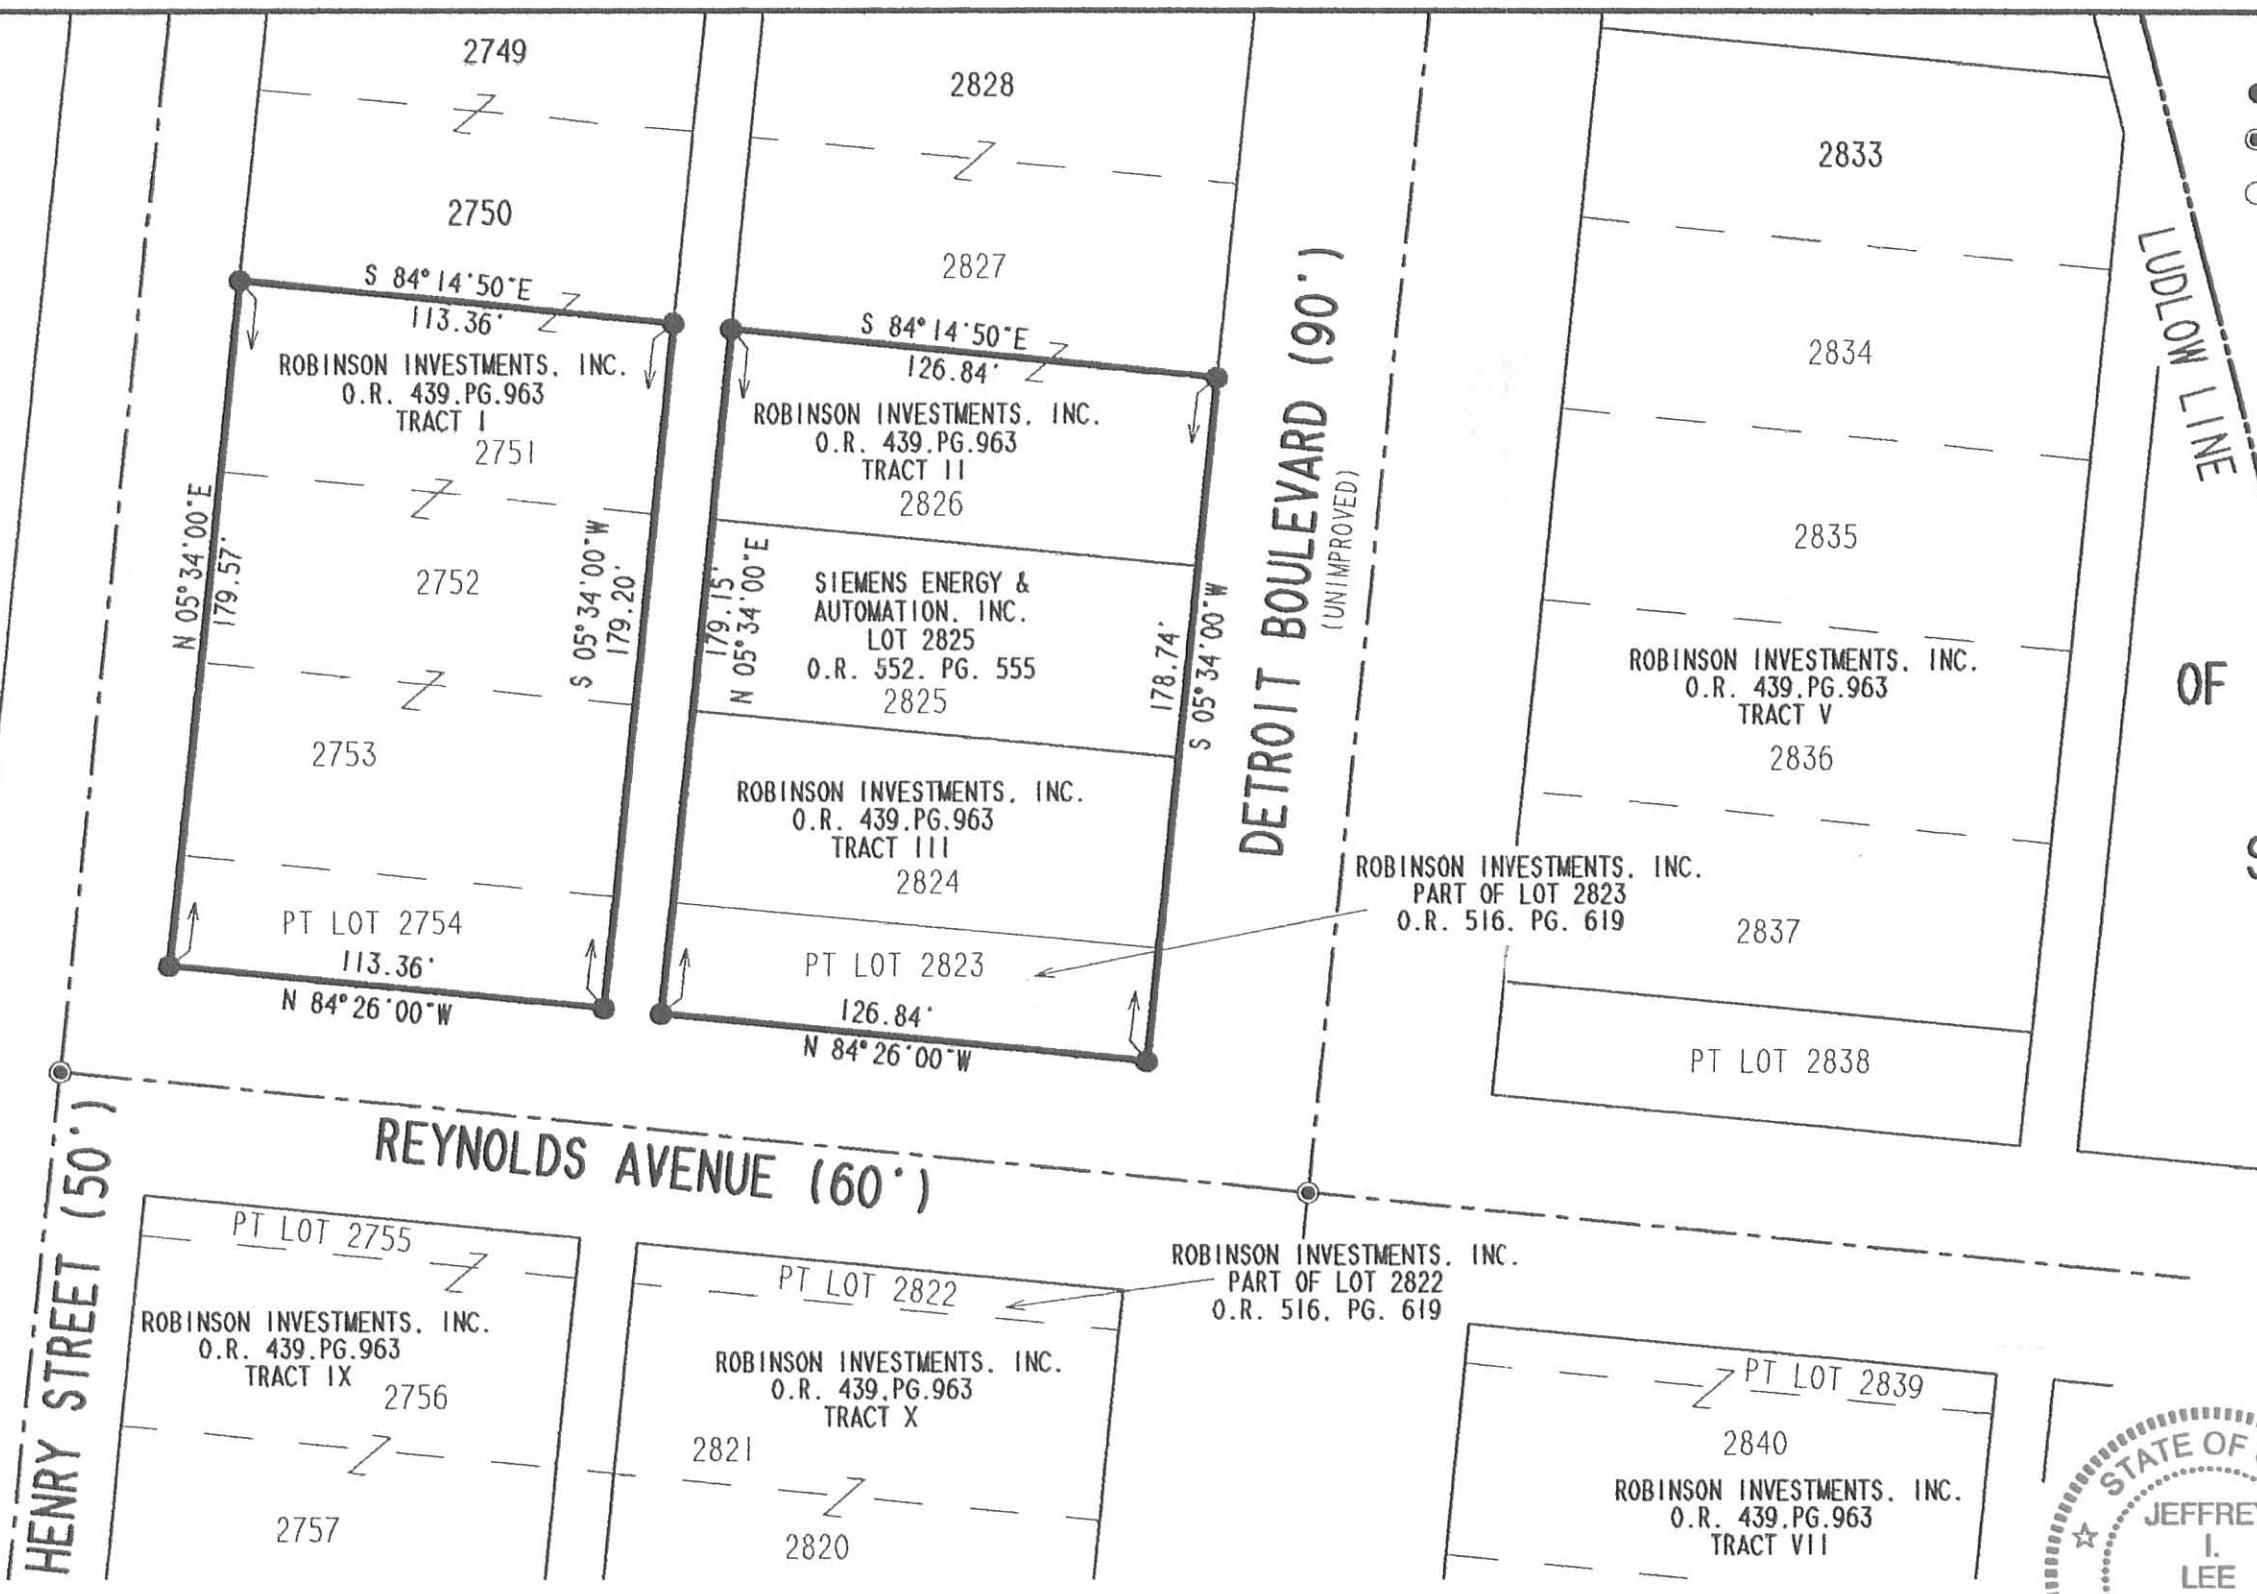 2749
2750
S 84°14'50"E
113.36'
ROBINSON INVESTMENTS, INC.
O.R. 439,PG.963
TRACT I
2751
N 05°34'00"E
179.57'
2752
S 05°34'00"W
179.20'
2753
PT LOT 2754
113.36'
N 84°26'00"W
2828
2827
S 84°14'50"E
126.84'
ROBINSON INVESTMENTS, INC.
O.R. 439,PG.963
TRACT II
2826
179.15'
N 05°34'00"E
SIEMENS ENERGY &
AUTOMATION, INC.
LOT 2825
O.R. 552, PG. 555
2825
178.74'
S 05°34'00"W
ROBINSON INVESTMENTS, INC.
O.R. 439,PG.963
TRACT III
2824
PT LOT 2823
126.84'
N 84°26'00"W
DETROIT BOULEVARD (90')
(UNIMPROVED)
ROBINSON INVESTMENTS, INC.
PART OF LOT 2823
O.R. 516, PG. 619
2833
2834
2835
ROBINSON INVESTMENTS, INC.
O.R. 439,PG.963
TRACT V
2836
2837
PT LOT 2838
LUDLOW LINE
OF
REYNOLDS AVENUE (60')
HENRY STREET (50')
PT LOT 2755
ROBINSON INVESTMENTS, INC.
O.R. 439,PG.963
TRACT IX
2756
2757
PT LOT 2822
ROBINSON INVESTMENTS, INC.
PART OF LOT 2822
O.R. 516, PG. 619
ROBINSON INVESTMENTS, INC.
O.R. 439,PG.963
TRACT X
2821
2820
PT LOT 2839
2840
ROBINSON INVESTMENTS, INC.
O.R. 439,PG.963
TRACT VII
STATE OF
JEFFREY
I.
LEE